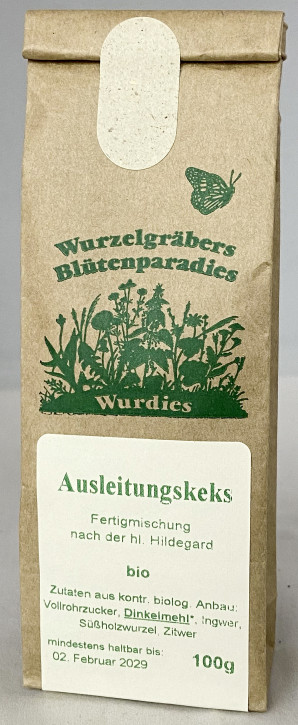 Wurzelgräbers
Blütenparadies
Wurdies
Ausleitungskeks
Fertigmischung
nach der hl. Hildegard
bio
Zutaten aus kontr. biolog. Anbau:
Vollrohrzucker, Dinkelmehl*, Ingwer,
Süßholzwurzel, Zitwer
mindestens haltbar bis:
02. Februar 2029
100g